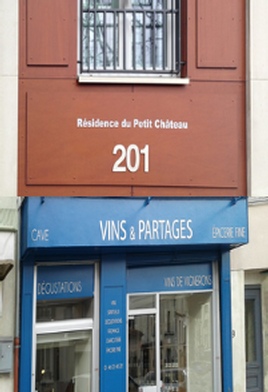 Résidence du Petit Château
201
CAVE VINS & PARTAGES ÉPICERIE FINE
DÉGUSTATIONS
VINS DE VIGNERONS